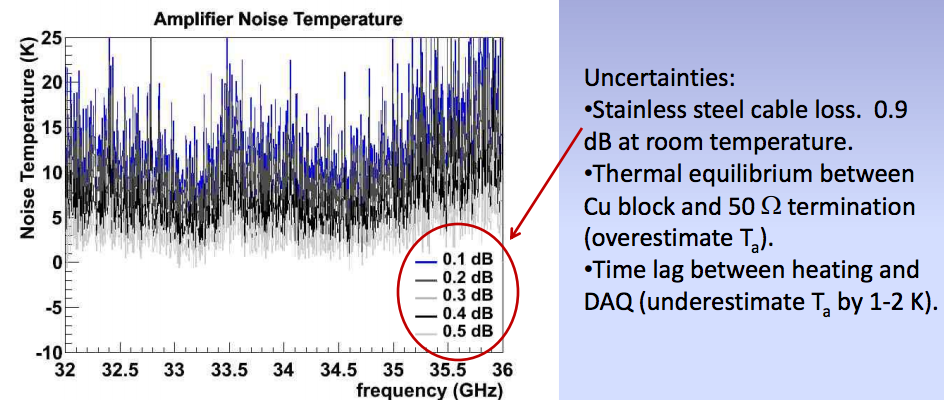 Amplifier Noise Temperature
Noise Temperature (K)
25
20
15
10
5
0
-5
-10
0.1 dB
0.2 dB
0.3 dB
0.4 dB
0.5 dB
32 32.5 33 33.5 34 34.5 35 35.5 36
frequency (GHz)
Uncertainties:
•Stainless steel cable loss. 0.9
dB at room temperature.
•Thermal equilibrium between
Cu block and 50 Ω termination
(overestimate Tₐ).
•Time lag between heating and
DAQ (underestimate Tₐ by 1-2 K).